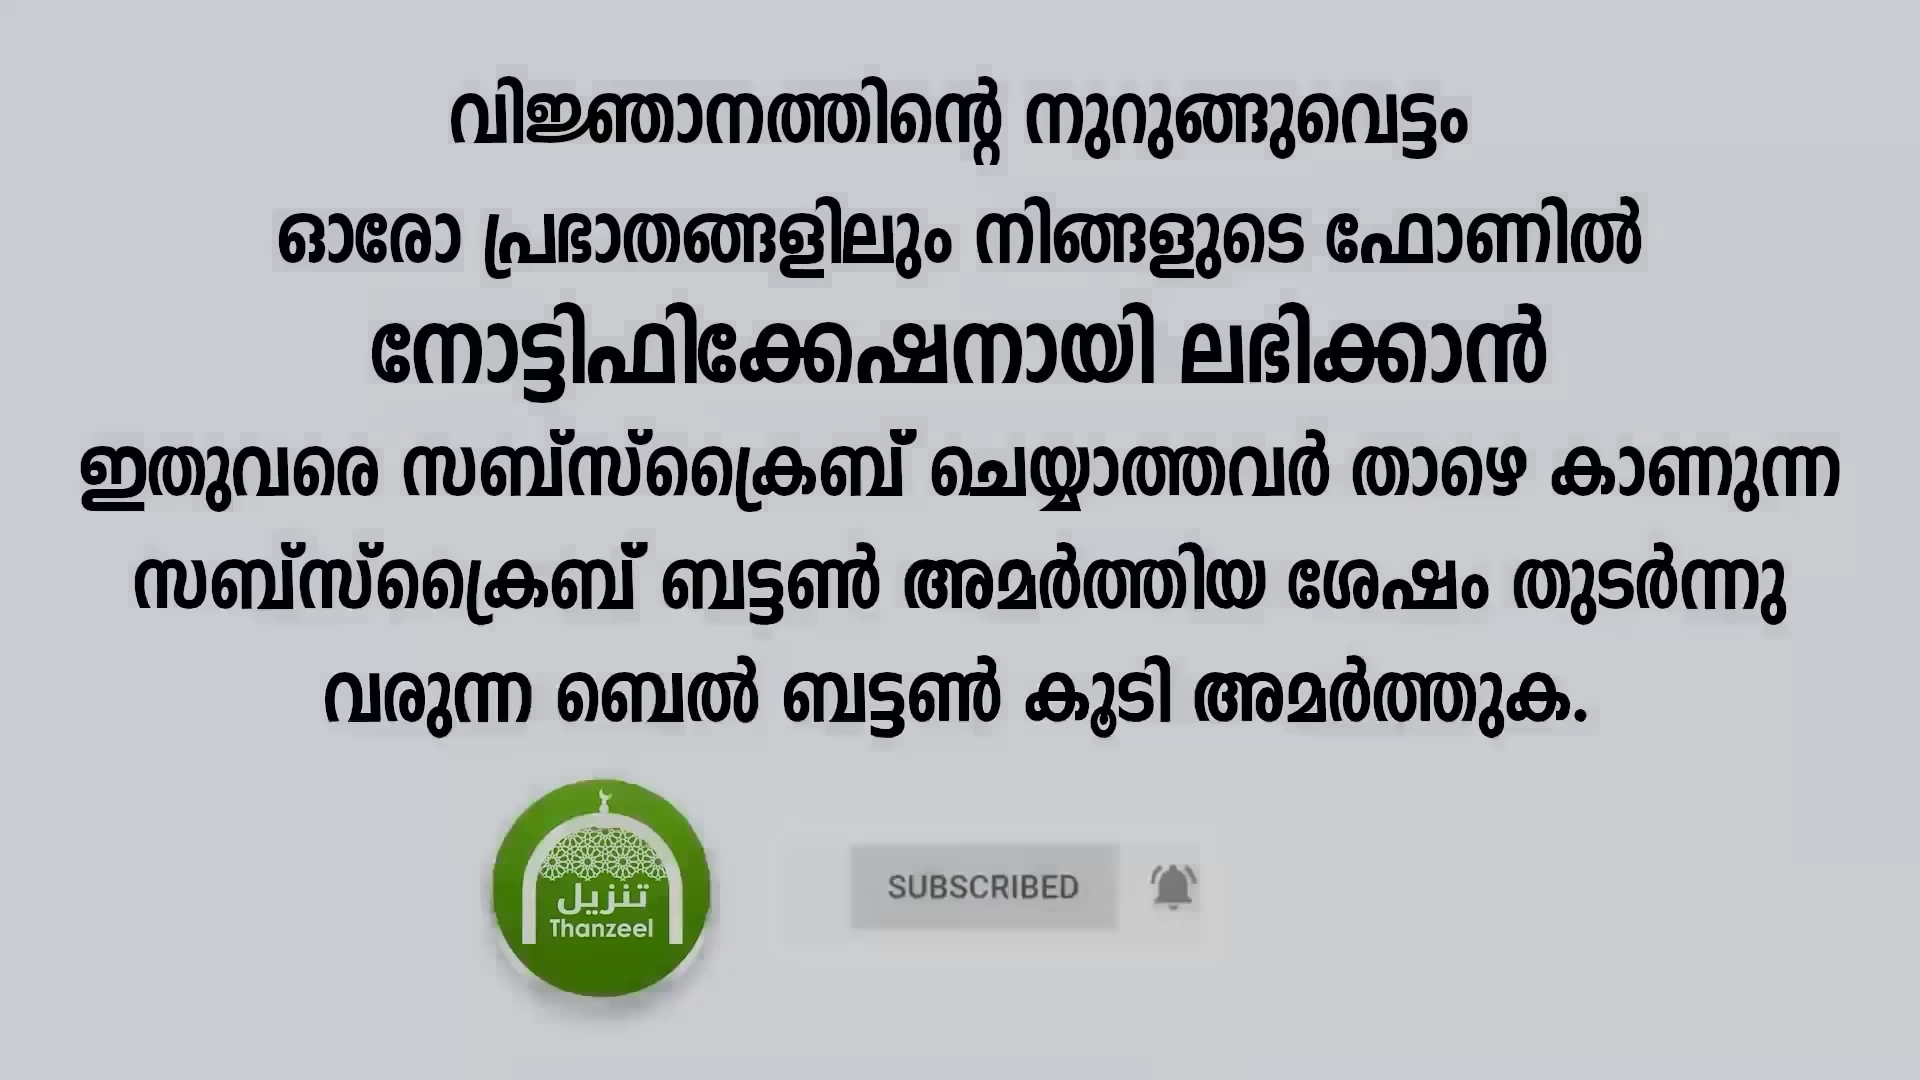 വിജ്ഞാനത്തിന്റെ നുറുങ്ങുവെട്ടം
ഓരോ പ്രഭാതങ്ങളിലും നിങ്ങളുടെ ഫോണിൽ
നോട്ടിഫിക്കേഷനായി ലഭിക്കാൻ
ഇതുവരെ സബ്സ്ക്രൈബ് ചെയ്യാത്തവർ താഴെ കാണുന്ന
സബ്സ്ക്രൈബ് ബട്ടൺ അമർത്തിയ ശേഷം തുടർന്നു
വരുന്ന ബെൽ ബട്ടൺ കൂടി അമർത്തുക.
تنزيل
Thanzeel
SUBSCRIBED